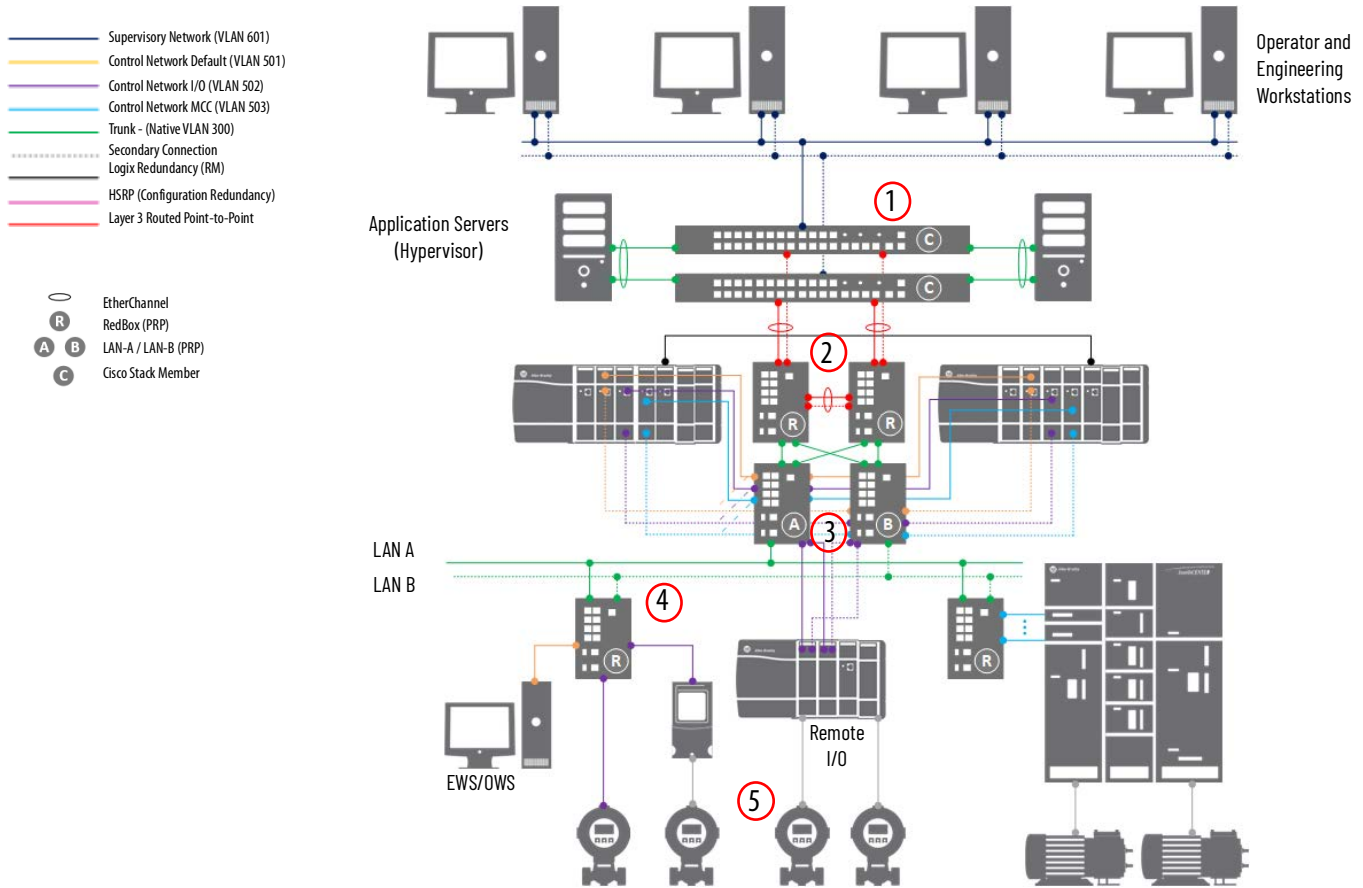 Supervisory Network (VLAN 601)
Control Network Default (VLAN 501)
Control Network I/O (VLAN 502)
Control Network MCC (VLAN 503)
Trunk - (Native VLAN 300)
Secondary Connection
Logix Redundancy (RM)
HSRP (Configuration Redundancy)
Layer 3 Routed Point-to-Point
EtherChannel
R RedBox (PRP)
A B LAN-A / LAN-B (PRP)
C Cisco Stack Member
Operator and
Engineering
Workstations
1
Application Servers
(Hypervisor)
C
C
2
R
R
A
B
3
LAN A
LAN B
4
R
R
Remote
I/O
EWS/OWS
5